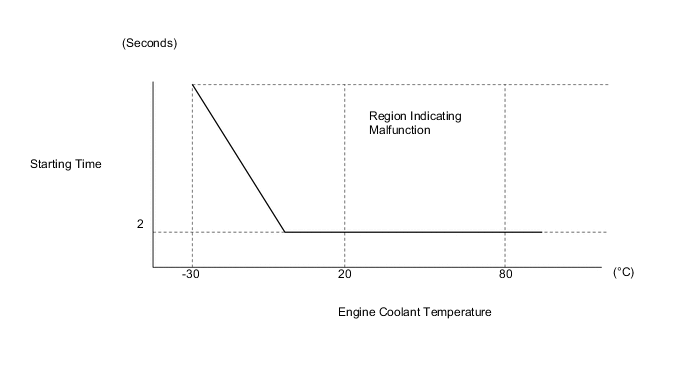 (Seconds)
Region Indicating
Malfunction
Starting Time
2
-30
20
80
(°C)
Engine Coolant Temperature